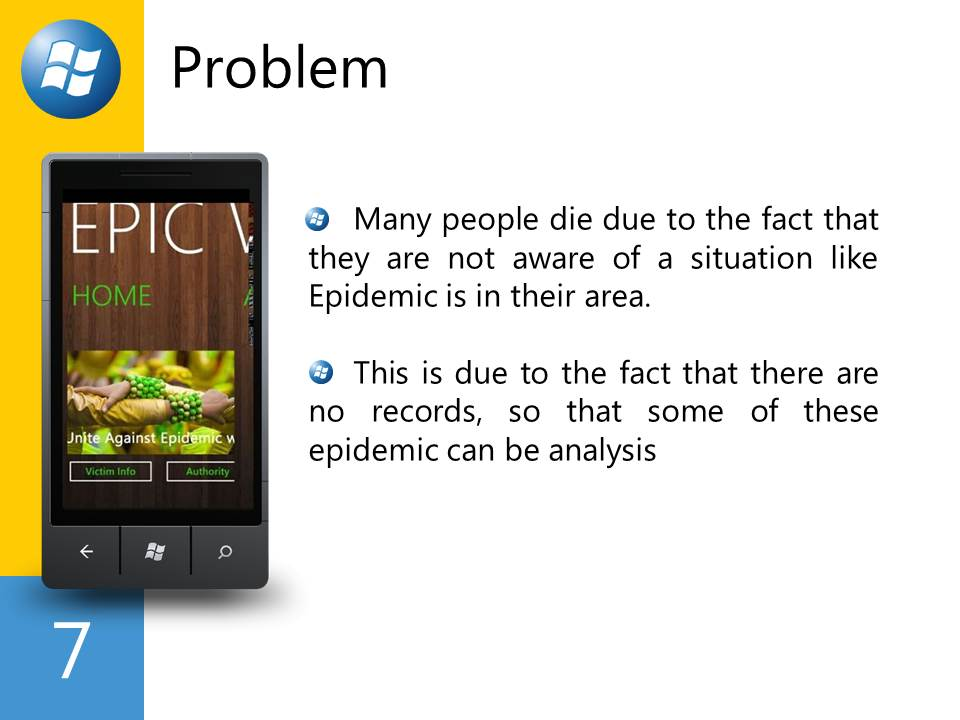 Problem
EPIC
HOME
Unite Against Epidemic w
Victim Info
Authority
Many people die due to the fact that
they are not aware of a situation like
Epidemic is in their area.
This is due to the fact that there are
no records, so that some of these
epidemic can be analysis
7